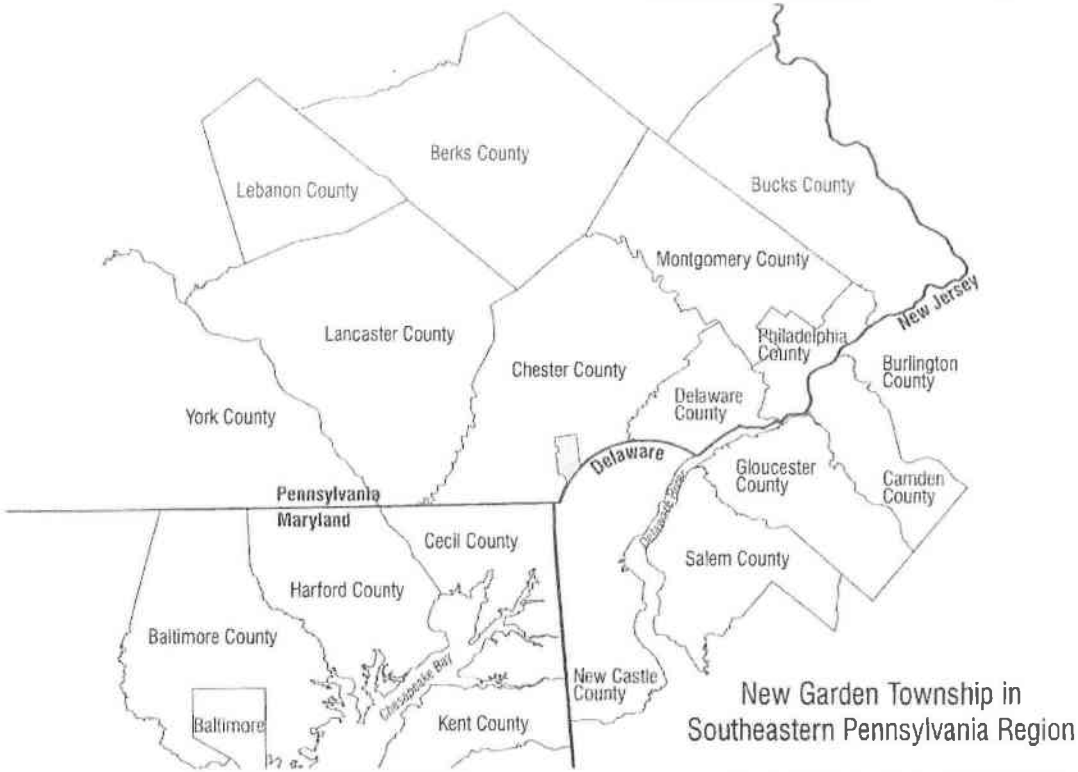 Berks County
Lebanon County
Bucks County
Montgomery County
New Jersey
Lancaster County
Philadelphia
County
Chester County
Burlington
County
Delaware
County
York County
Delaware
Gloucester
County
Camden
County
Pennsylvania
Maryland
Delaware River
Cecil County
Salem County
Harford County
Baltimore County
Chesapeake Bay
New Castle
County
Kent County
Baltimore
New Garden Township in
Southeastern Pennsylvania Region